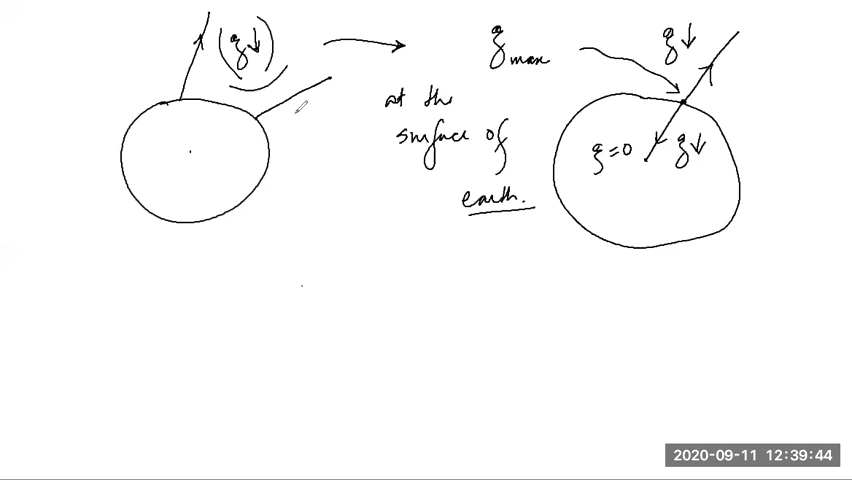 (g↓)
g max
at the
surface of
earth.
g↓
g=0
g↓
2020-09-11 12:39:44